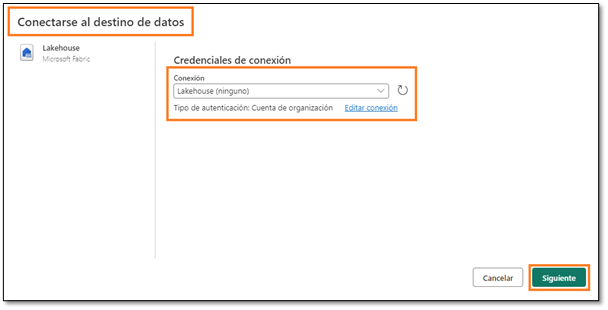 Conectarse al destino de datos
Lakehouse
Microsoft Fabric
Credenciales de conexión
Conexión
Lakehouse (ninguno)
Tipo de autenticación: Cuenta de organización Editar conexión
Cancelar Siguiente